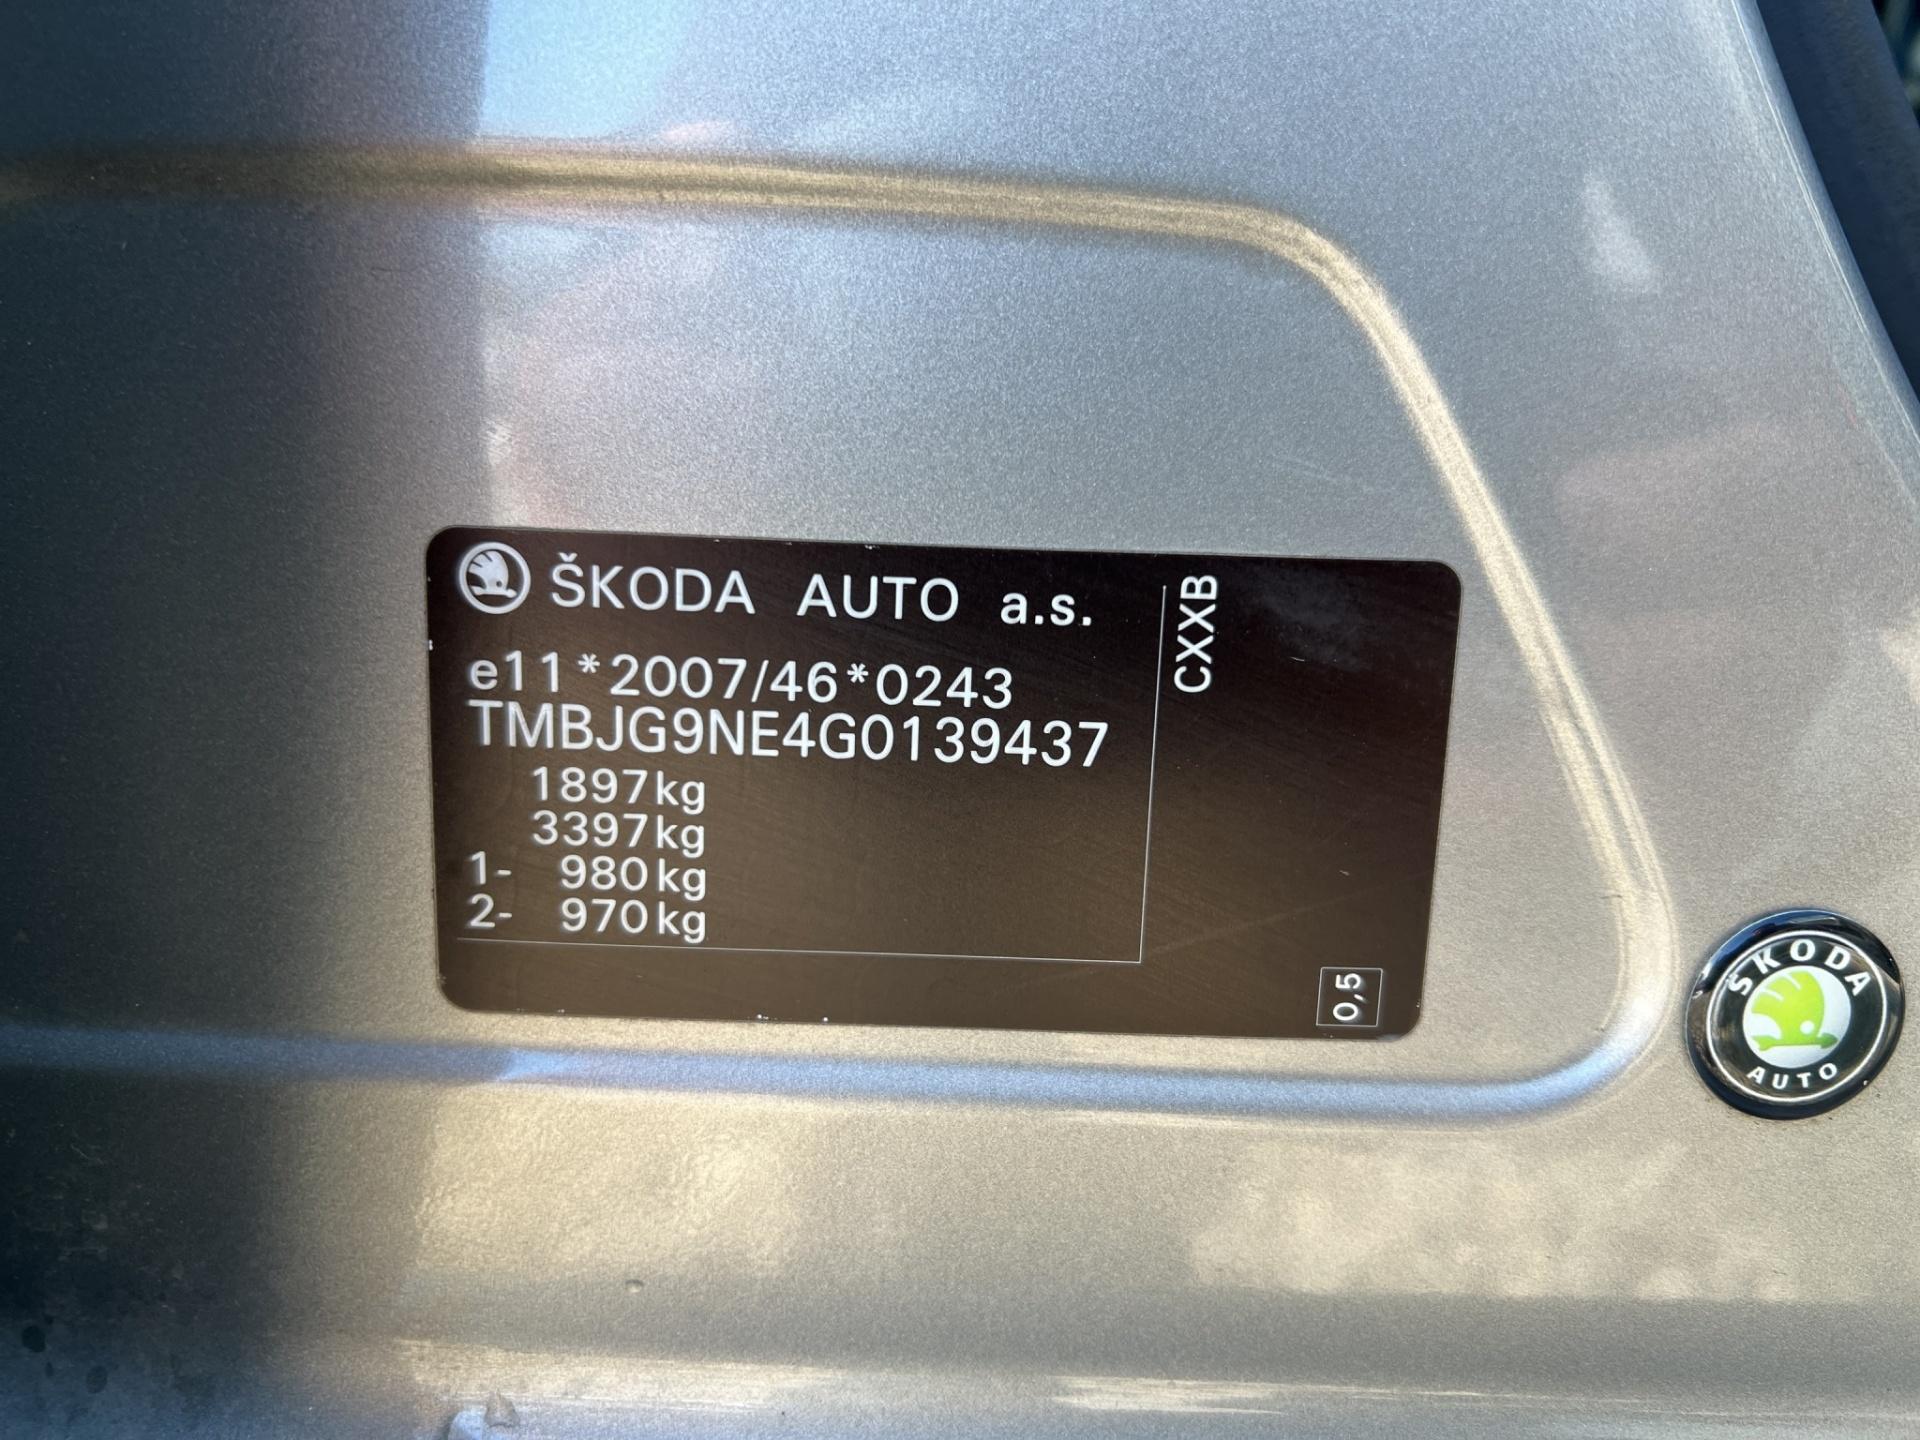 ŠKODA AUTO a.s.
e11*2007/46*0243
TMBJG9NE4G0139437
1897kg
3397kg
1- 980kg
2- 970kg
CXXB
0,5
ŠKODA
AUTO